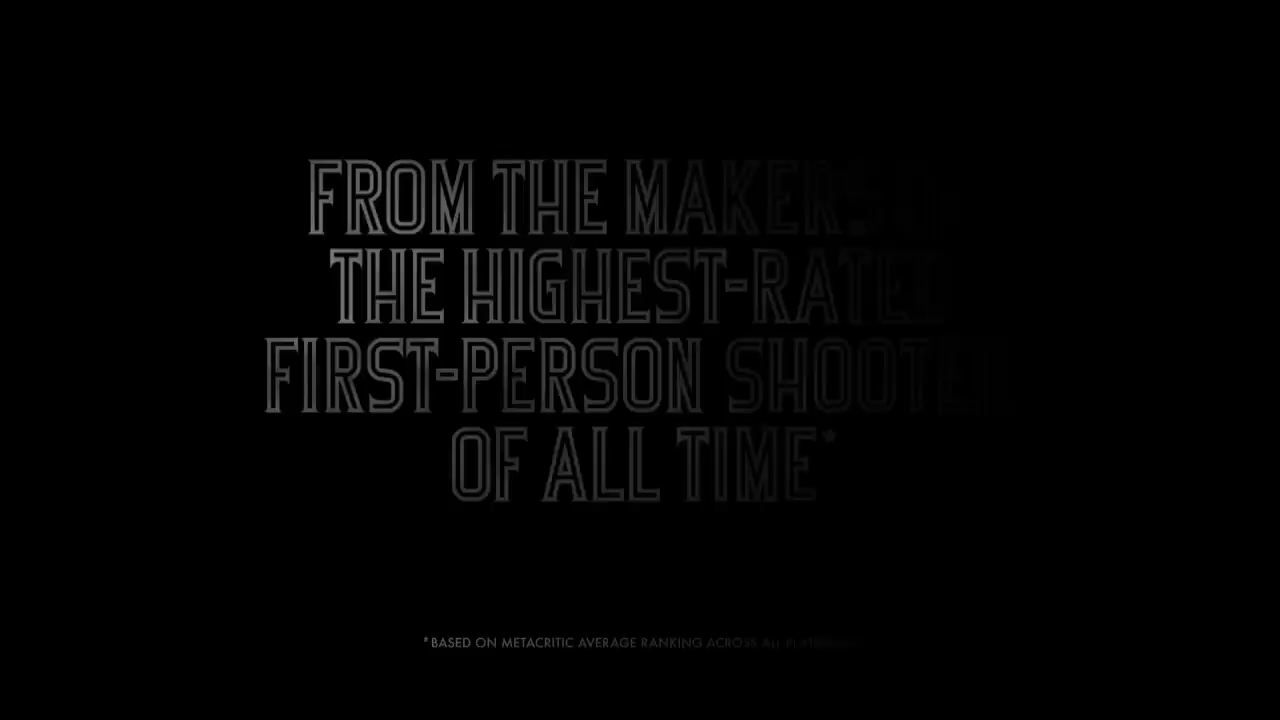 FROM THE MAKERS
THE HIGHEST-RATED
FIRST-PERSON SHOOTER
OF ALL TIME*
*BASED ON METACRITIC AVERAGE RANKING ACROSS ALL